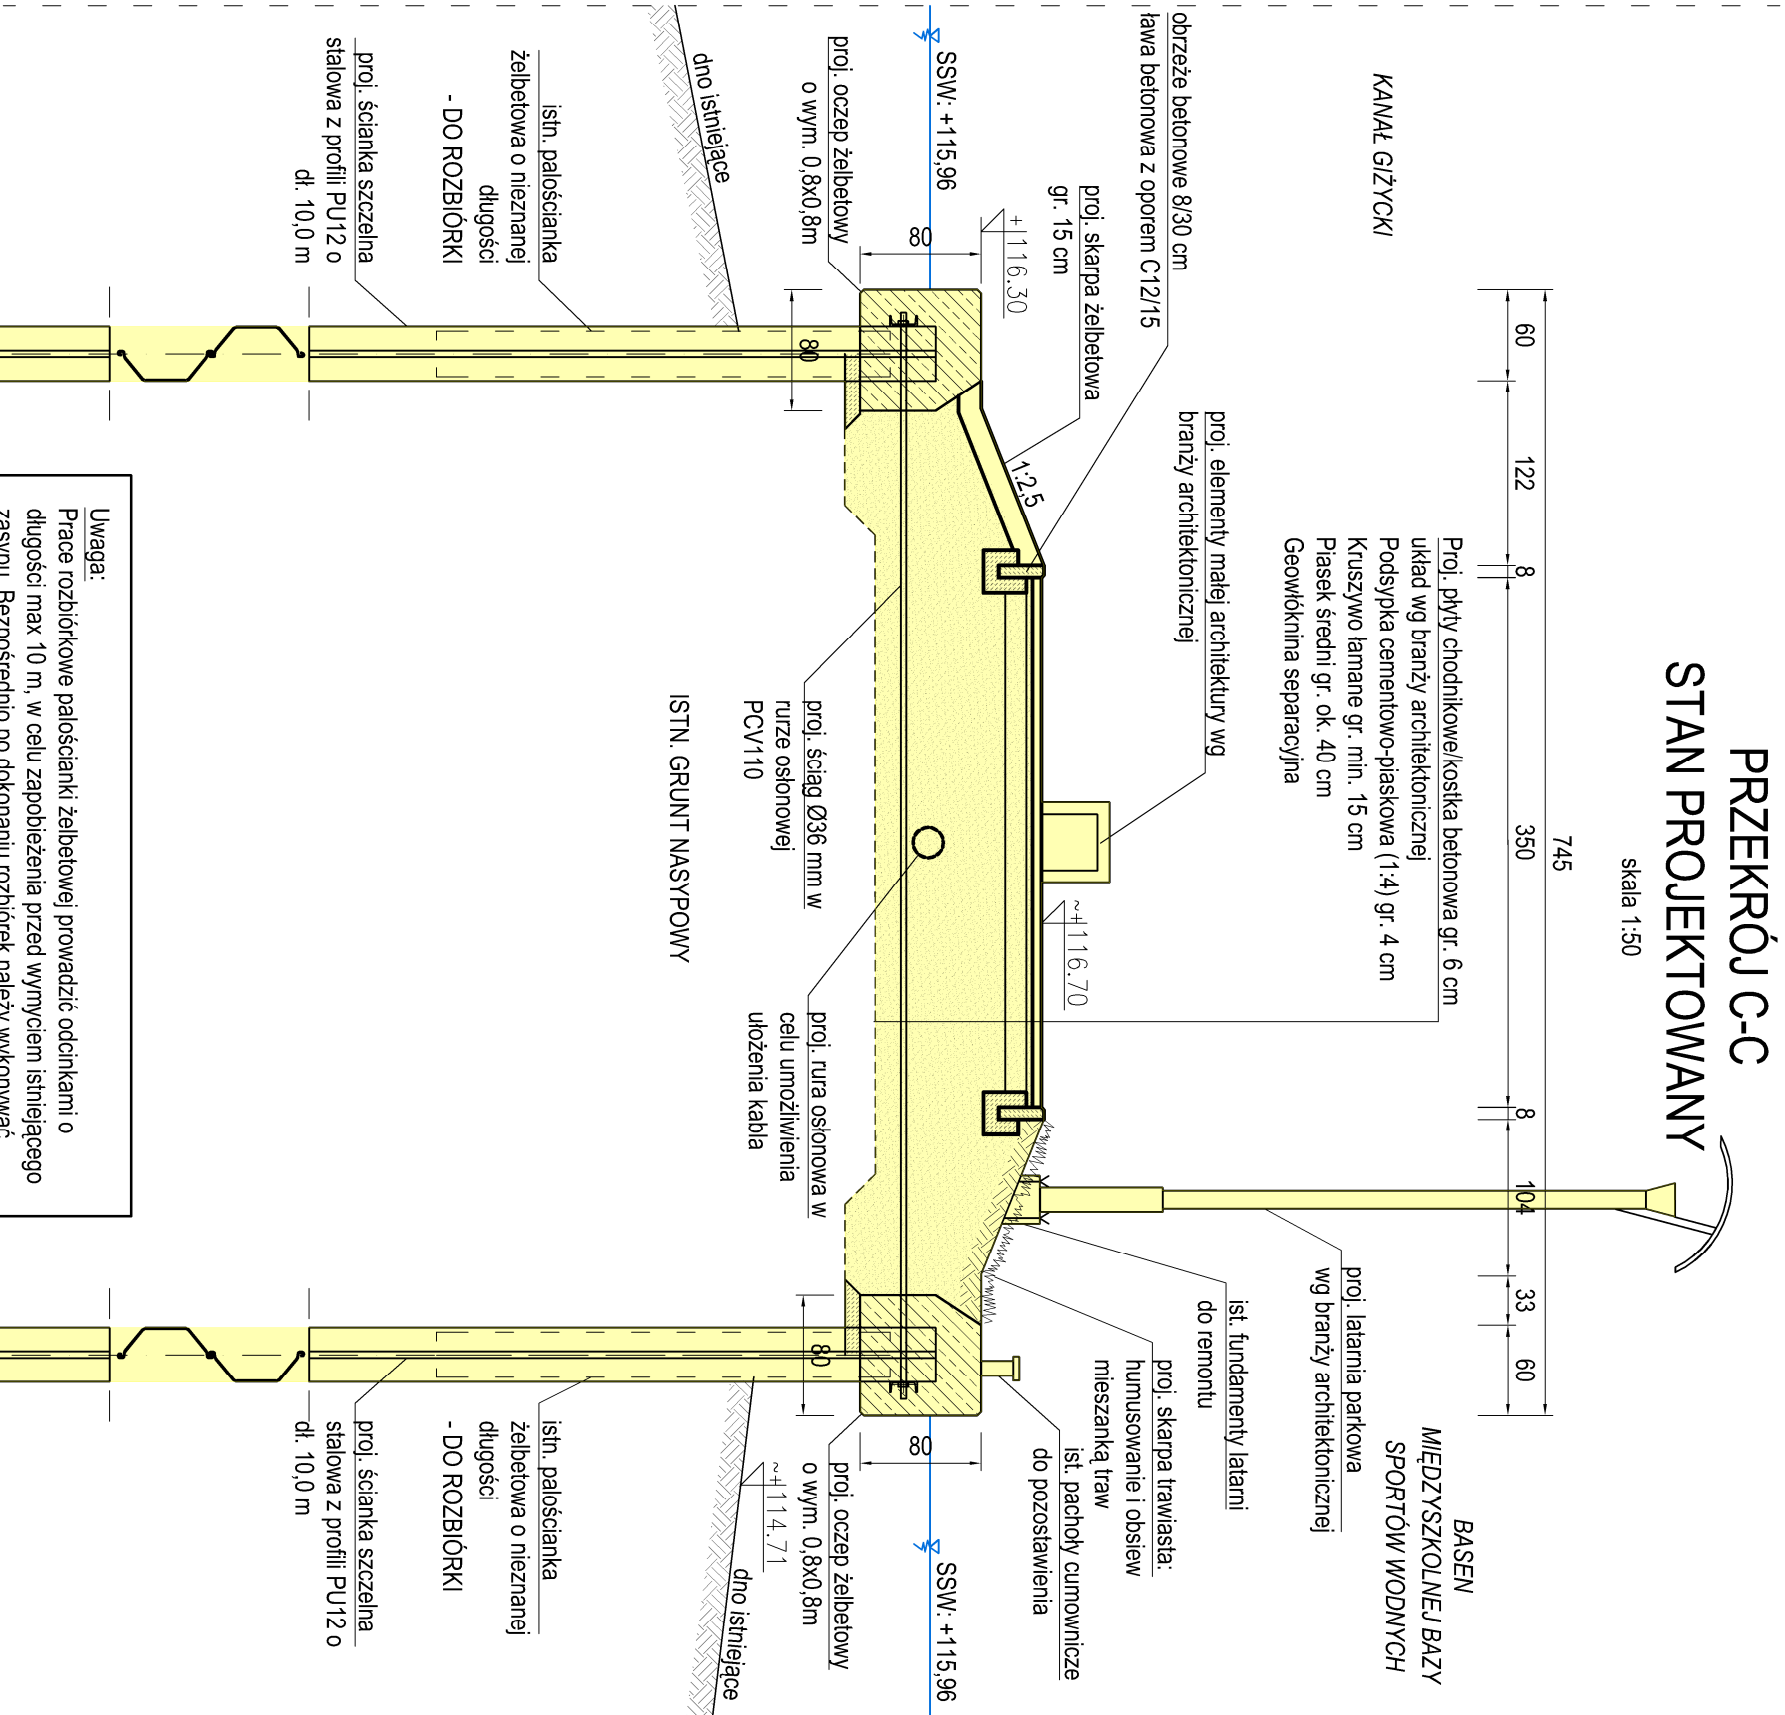 PRZEKRÓJ C-C
STAN PROJEKTOWANY
skala 1:50
745
60
122
8
350
8
104
33
60
KANAŁ GIŻYCKI
BASEN
MIĘDZYSZKOLNEJ BAZY
SPORTÓW WODNYCH
Proj. płyty chodnikowe/kostka betonowa gr. 6 cm
układ wg branży architektonicznej
Podsypka cementowo-piaskowa (1:4) gr. 4 cm
Kruszywo łamane gr. min. 15 cm
Piasek średni gr. ok. 40 cm
Geowłóknina separacyjna
obrzeże betonowe 8/30 cm
ława betonowa z oporem C12/15
proj. skarpa żelbetowa
gr. 15 cm
proj. elementy małej architektury wg
branży architektonicznej
proj. latarnia parkowa
wg branży architektonicznej
ist. fundamenty latarni
do remontu
proj. skarpa trawiasta:
humusowanie i obsiew
mieszanką traw
ist. pachoły cumownicze
do pozostawienia
+116.30
1:2,5
~+116.70
SSW: +115,96
SSW: +115,96
80
80
80
80
proj. oczep żelbetowy
o wym. 0,8x0,8m
proj. ściąg Ø36 mm w
rurze osłonowej
PCV110
proj. rura osłonowa w
celu umożliwienia
ułożenia kabla
proj. oczep żelbetowy
o wym. 0,8x0,8m
~+114.71
dno istniejące
dno istniejące
ISTN. GRUNT NASYPOWY
istn. palościanka
żelbetowa o nieznanej
długości
- DO ROZBIÓRKI
istn. palościanka
żelbetowa o nieznanej
długości
- DO ROZBIÓRKI
proj. ścianka szczelna
stalowa z profili PU12 o
dł. 10,0 m
proj. ścianka szczelna
stalowa z profili PU12 o
dł. 10,0 m
Uwaga:
Prace rozbiórkowe palościanki żelbetowej prowadzić odcinkami o
długości max 10 m, w celu zapobieżenia przed wymyciem istniejącego
zasypu. Bezpośrednio po dokonaniu rozbiórek należy wykonywać